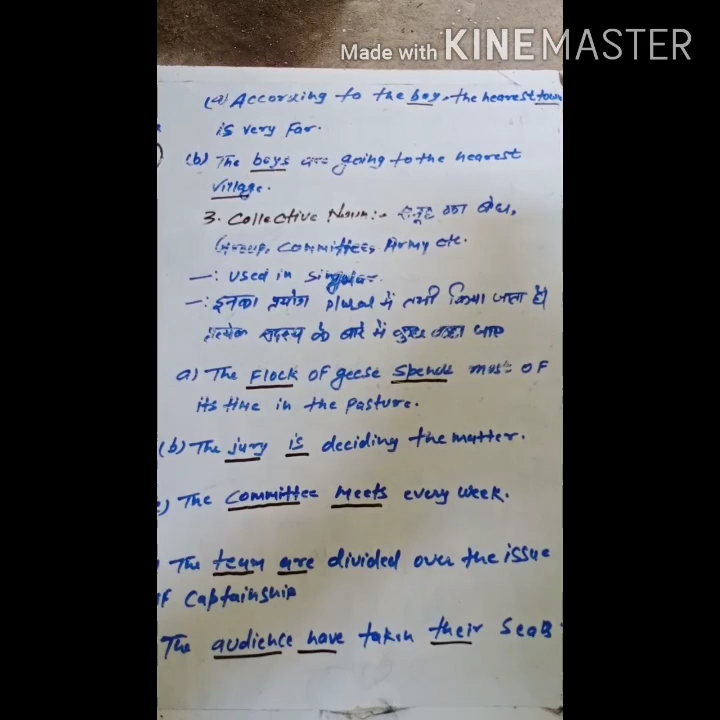 Made with KINEMASTER
(a) According to the boy, the nearest town
is very far.
(b) The boys are going to the nearest
village.
3. Collective Noun:- समूह का बोध,
Group, committee, Army etc.
—: used in singular.
—: इनका प्रयोग plural में तभी किया जाता है।
प्रत्येक सदस्य के बारे में कुछ कहा जाए
a) The Flock of geese spends most of
its time in the pasture.
(b) The jury is deciding the matter.
c) The committee meets every week.
The team are divided over the issue
of captainship
The audience have taken their seats